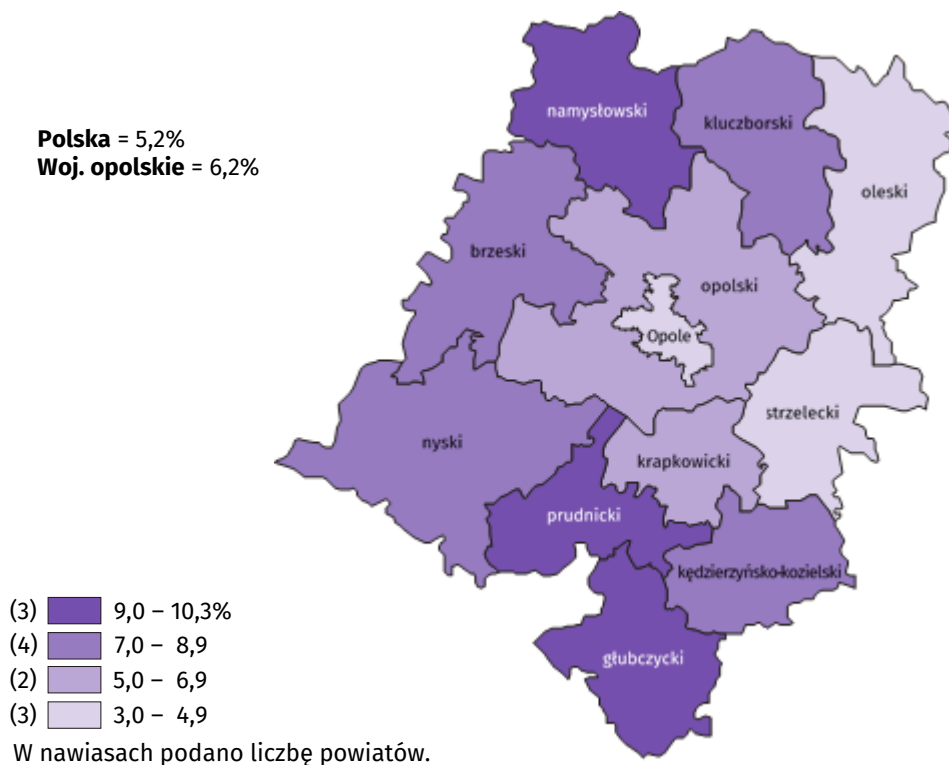 Polska = 5,2%
Woj. opolskie = 6,2%
namysłowski
kluczborski
oleski
brzeski
opolski
Opole
strzelecki
nyski
krapkowicki
prudnicki
kędzierzyńsko-kozielski
głubczycki
(3) 9,0 – 10,3%
(4) 7,0 – 8,9
(2) 5,0 – 6,9
(3) 3,0 – 4,9
W nawiasach podano liczbę powiatów.